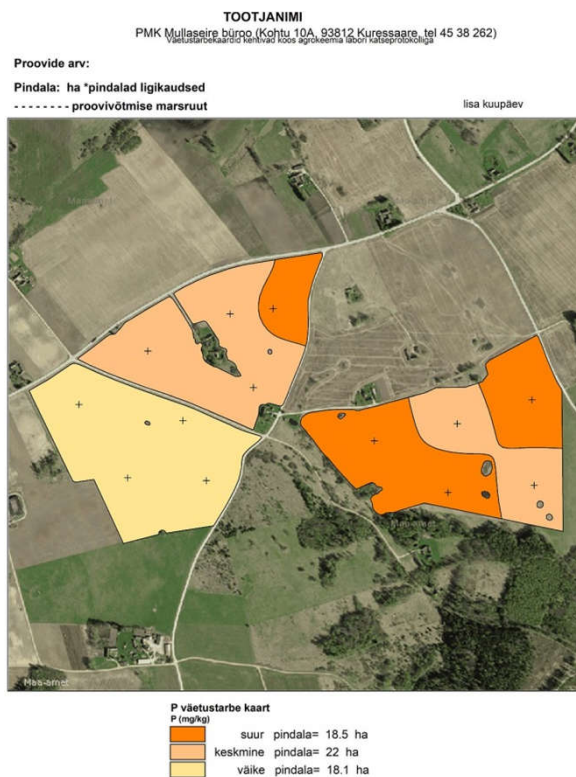 TOOTJANIMI
PMK Mullaseire büroo (Kohtu 10A, 93812 Kuressaare, tel 45 38 262)
Väetustarbekaardid kehtivad koos agrokeemia labori katseprotokolliga
Proovide arv:
Pindala: ha *pindalad ligikaudsed
- - - - - - - - proovivõtmise marsruut
lisa kuupäev
Maa-amet
Maa-amet
P väetustarbe kaart
P (mg/kg)
suur pindala= 18.5 ha
keskmine pindala= 22 ha
väike pindala= 18.1 ha